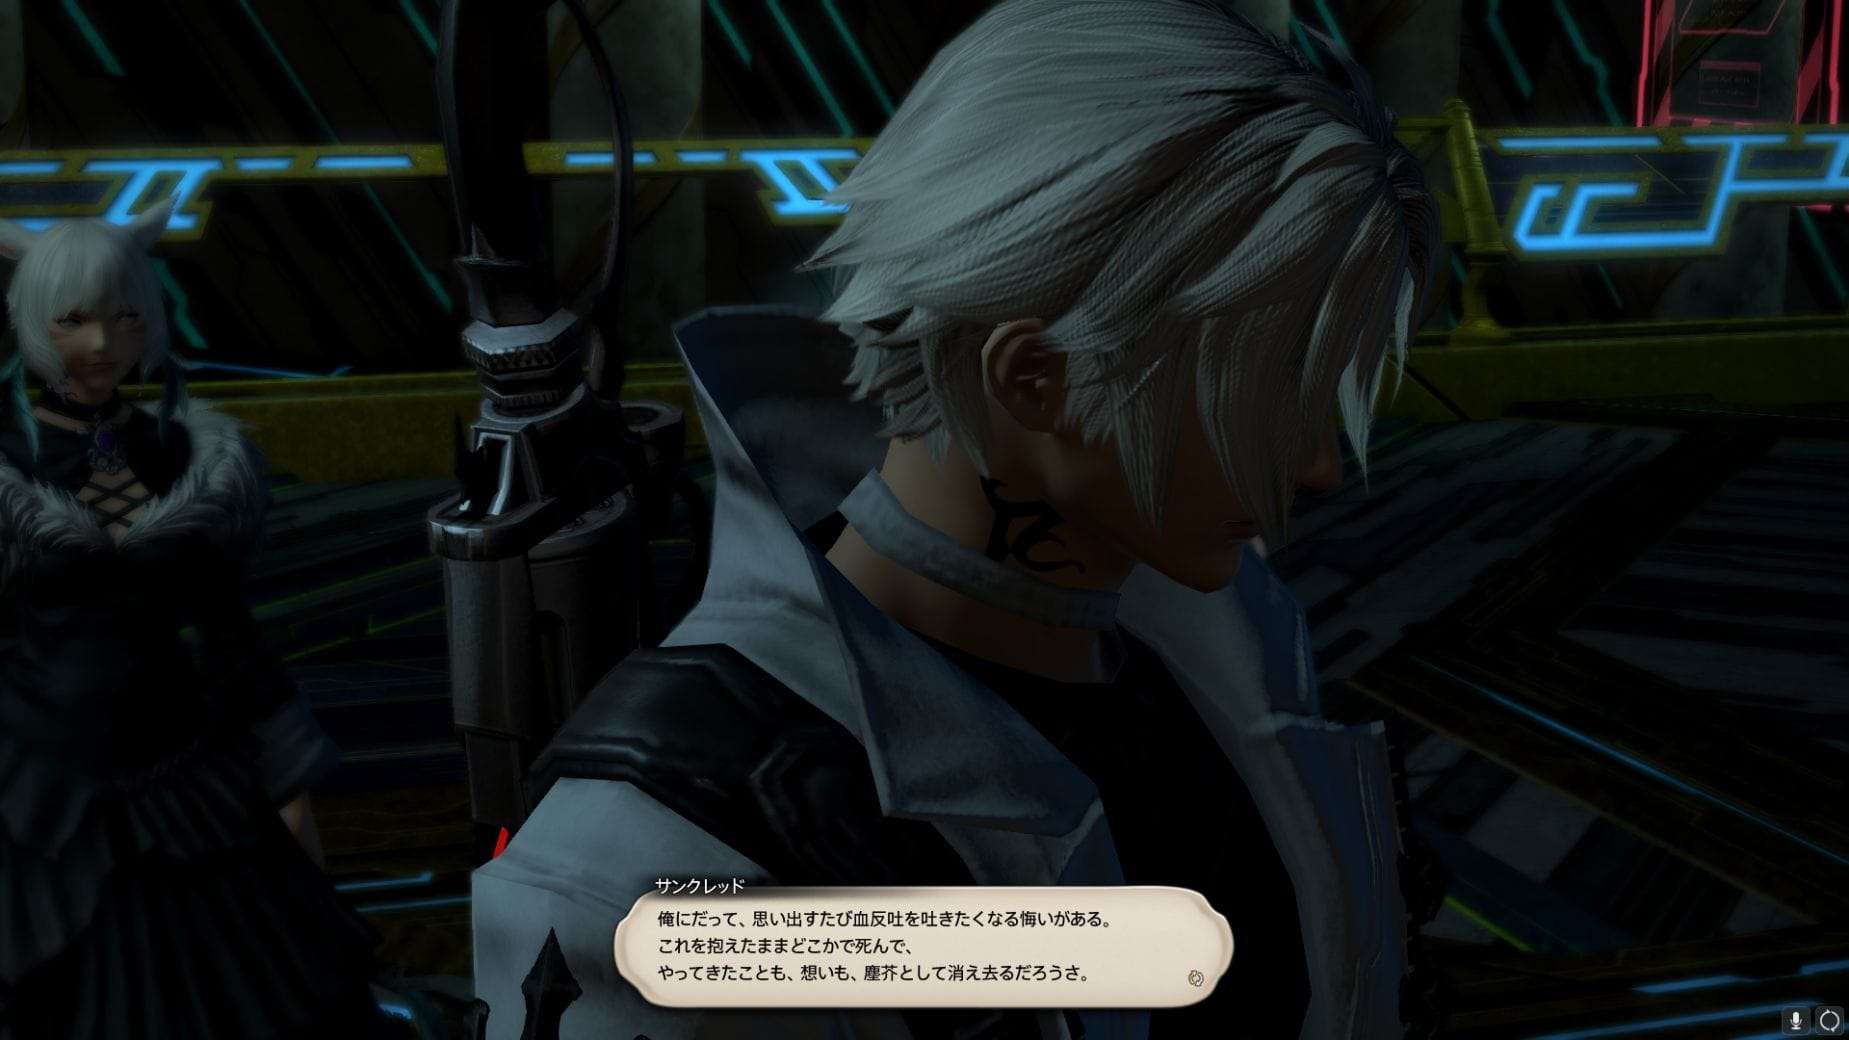 サンクレッド
俺にだって、思い出すたび血反吐を吐きたくなる悔いがある。
これを抱えたままどこかで死んで、
やってきたことも、想いも、塵芥として消え去るだろうさ。